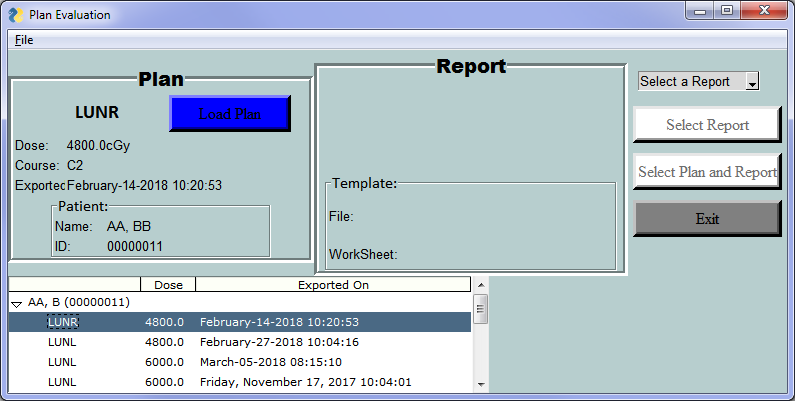 Plan Evaluation
File
Plan
LUNR
Load Plan
Dose: 4800.0cGy
Course: C2
Exported February-14-2018 10:20:53
Patient:
Name: AA, BB
ID: 00000011
Report
Template:
File:
WorkSheet:
Select a Report
Select Report
Select Plan and Report
Exit
Dose Exported On
AA, B (00000011)
LUNR 4800.0 February-14-2018 10:20:53
LUNL 4800.0 February-27-2018 10:04:16
LUNL 6000.0 March-05-2018 08:15:10
LUNL 6000.0 Friday, November 17, 2017 10:04:01